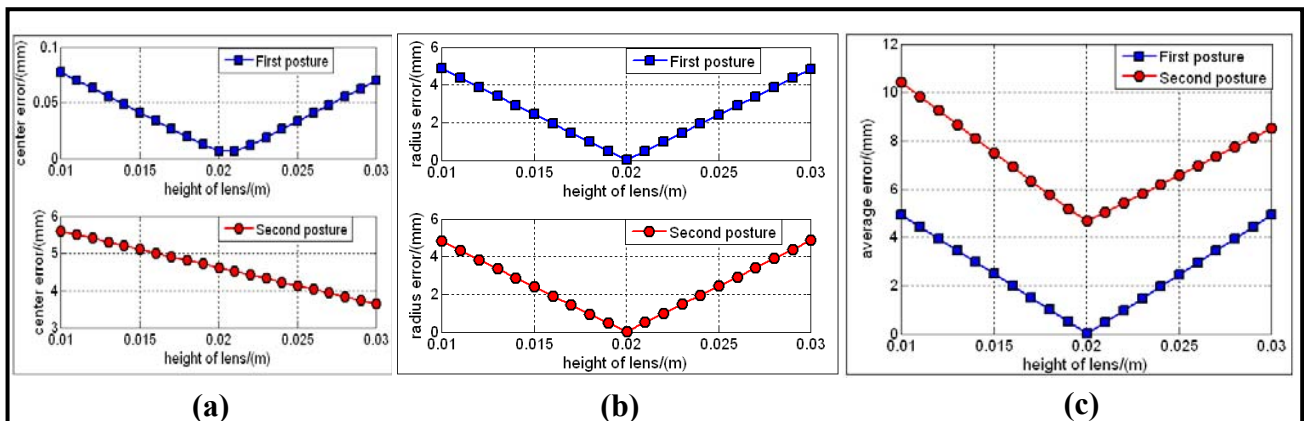 0.1
0.05
0
center error/(mm)
First posture
0.01 0.015 0.02 0.025 0.03
height of lens/(m)
6
5
4
3
center error/(mm)
Second posture
0.01 0.015 0.02 0.025 0.03
height of lens/(m)
(a)
6
4
2
0
radius error/(mm)
First posture
0.01 0.015 0.02 0.025 0.03
height of lens/(m)
6
4
2
0
radius error/(mm)
Second posture
0.01 0.015 0.02 0.025 0.03
height of lens/(m)
(b)
12
10
8
6
4
2
0
average error/(mm)
First posture
Second posture
0.01 0.015 0.02 0.025 0.03
height of lens/(m)
(c)